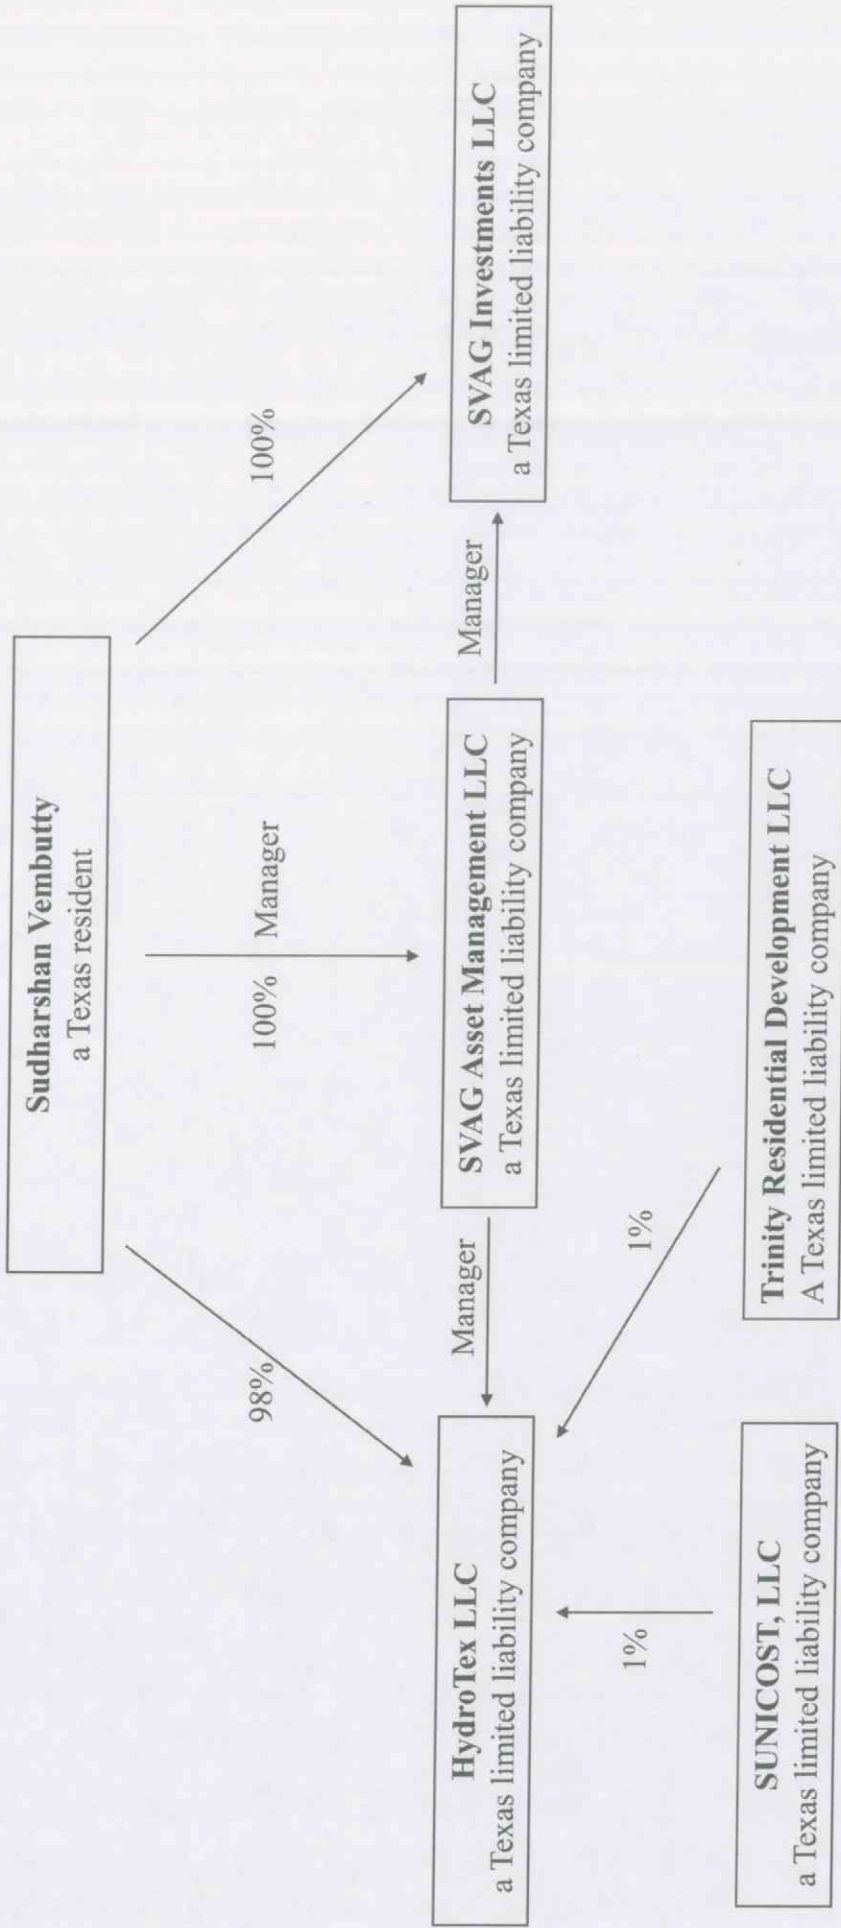 Sudharshan Vembutty
a Texas resident
98%
100%
Manager
100%
HydroTex LLC
a Texas limited liability company
Manager
SVAG Asset Management LLC
a Texas limited liability company
Manager
SVAG Investments LLC
a Texas limited liability company
1%
1%
SUNICOST, LLC
a Texas limited liability company
Trinity Residential Development LLC
A Texas limited liability company